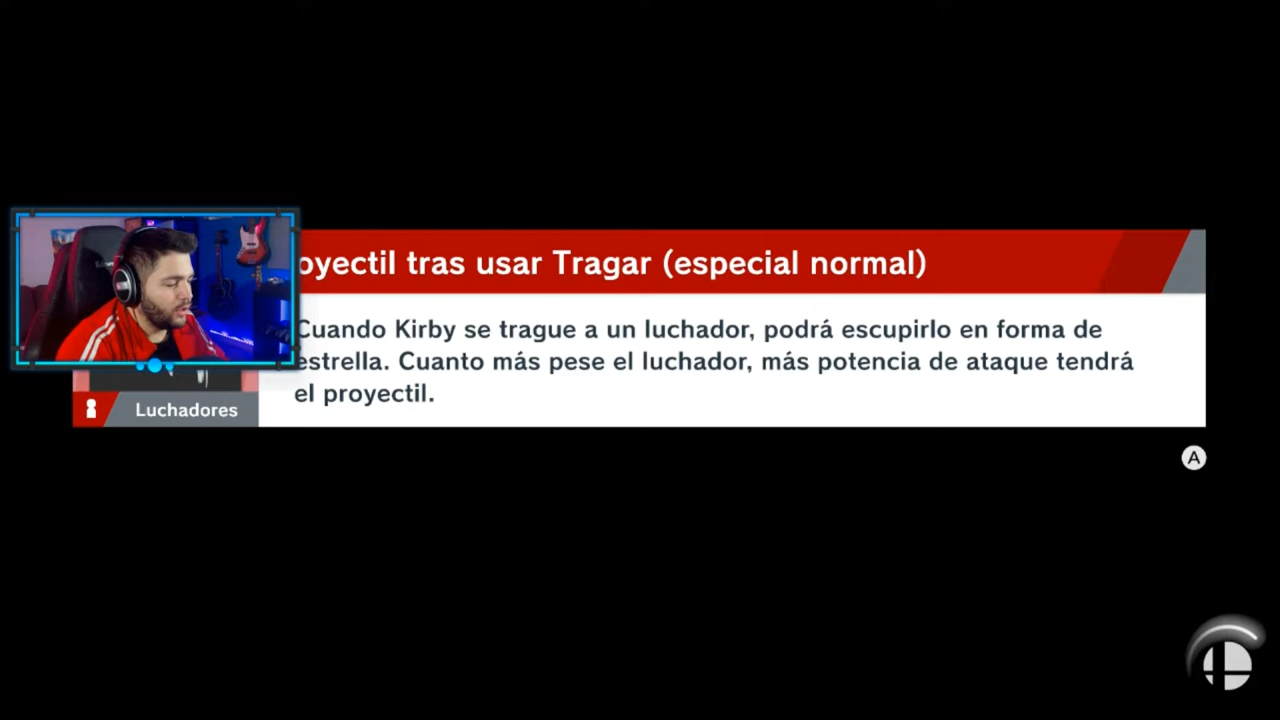 oyectil tras usar Tragar (especial normal)
Cuando Kirby se trague a un luchador, podrá escupirlo en forma de
estrella. Cuanto más pese el luchador, más potencia de ataque tendrá
el proyectil.
Luchadores
A